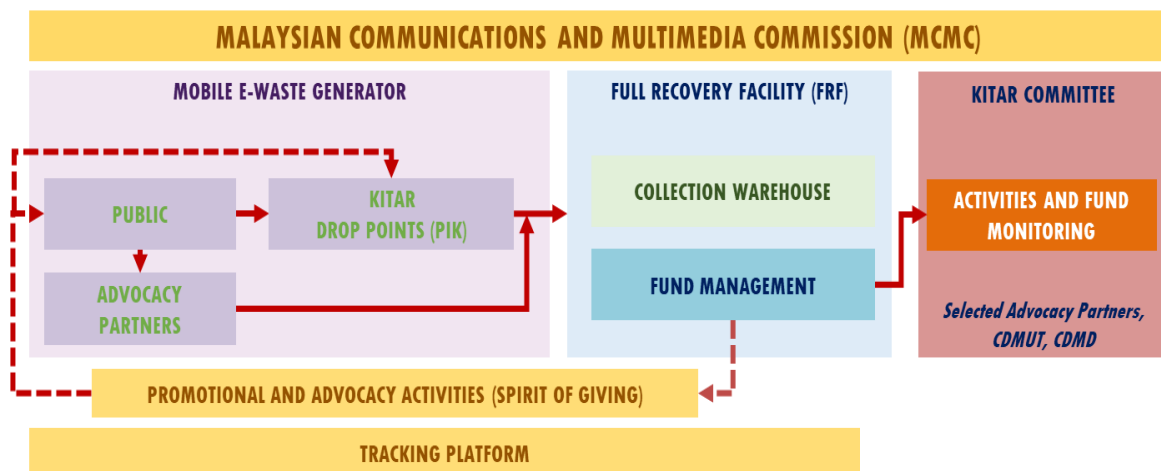 MALAYSIAN COMMUNICATIONS AND MULTIMEDIA COMMISSION (MCMC)
MOBILE E-WASTE GENERATOR
PUBLIC
KITAR
DROP POINTS (PIK)
ADVOCACY
PARTNERS
FULL RECOVERY FACILITY (FRF)
COLLECTION WAREHOUSE
FUND MANAGEMENT
KITAR COMMITTEE
ACTIVITIES AND FUND
MONITORING
Selected Advocacy Partners,
CDMUT, CDMD
PROMOTIONAL AND ADVOCACY ACTIVITIES (SPIRIT OF GIVING)
TRACKING PLATFORM